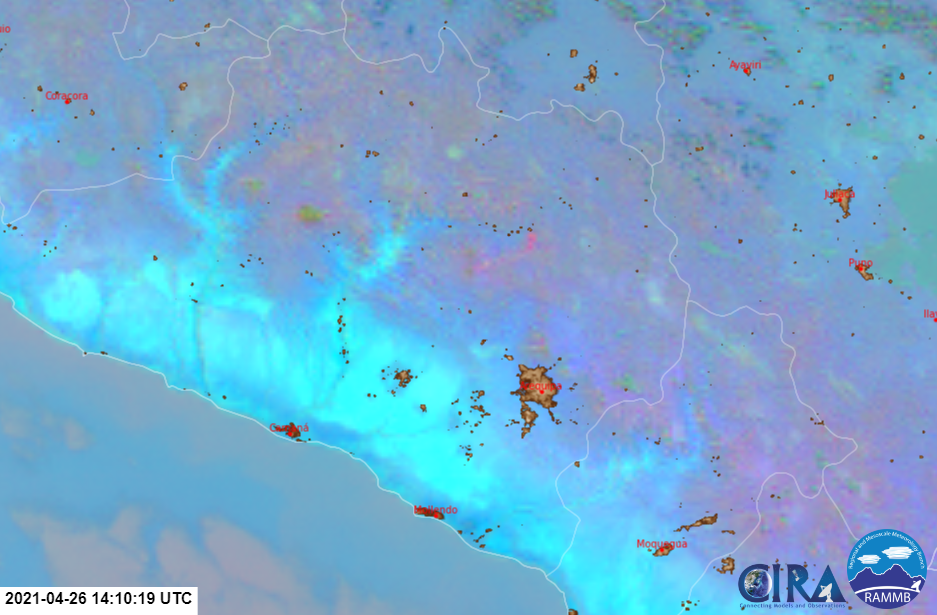 Ayaviri
Coracora
Juliaca
Puno
Ilav
Arequipa
Camaná
Mollendo
Moquegua
CIRA
Connecting Models and Observations
Regional and Mesoscale Meteorology Branch
RAMMB
2021-04-26 14:10:19 UTC